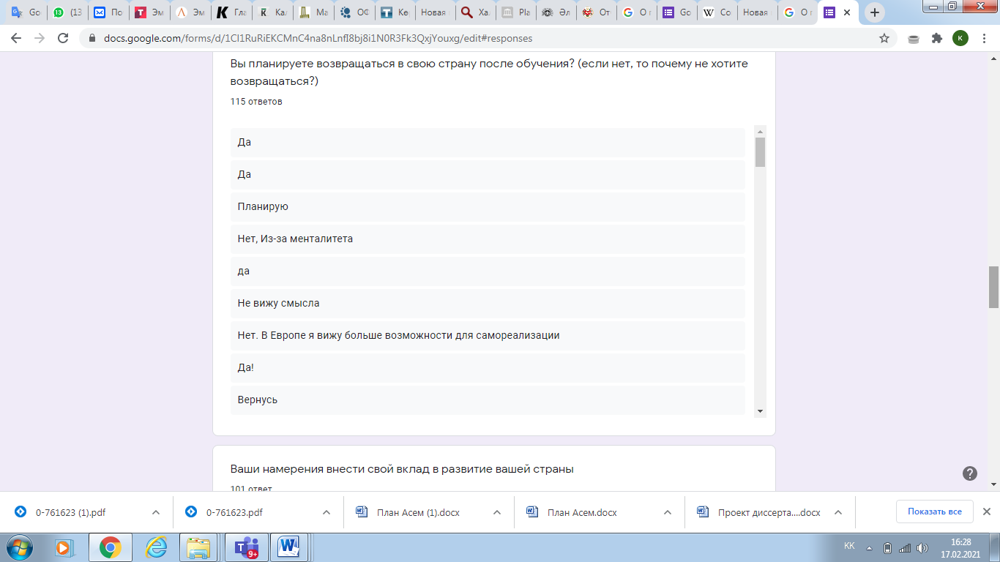 Go
(13
По
Эм
Эм
Гла
Ка
Ма
ОФ
Ке
Новая
Ха
Pla
Әл
От
О г
Go
Co
Новая
О г
docs.google.com/forms/d/1Cl1RuRiEKCMnC4na8nLnfI8bj8i1N0R3Fk3QxjYouxg/edit#responses
K
Вы планируете возвращаться в свою страну после обучения? (если нет, то почему не хотите
возвращаться?)
115 ответов
Да
Да
Планирую
Нет, Из-за менталитета
да
Не вижу смысла
Нет. В Европе я вижу больше возможности для самореализации
Да!
Вернусь
Ваши намерения внести свой вклад в развитие вашей страны
101 ответ
0-761623 (1).pdf
0-761623.pdf
План Асем (1).docx
План Асем.docx
Проект диссерта....docx
Показать все
9+
KK
16:28
17.02.2021